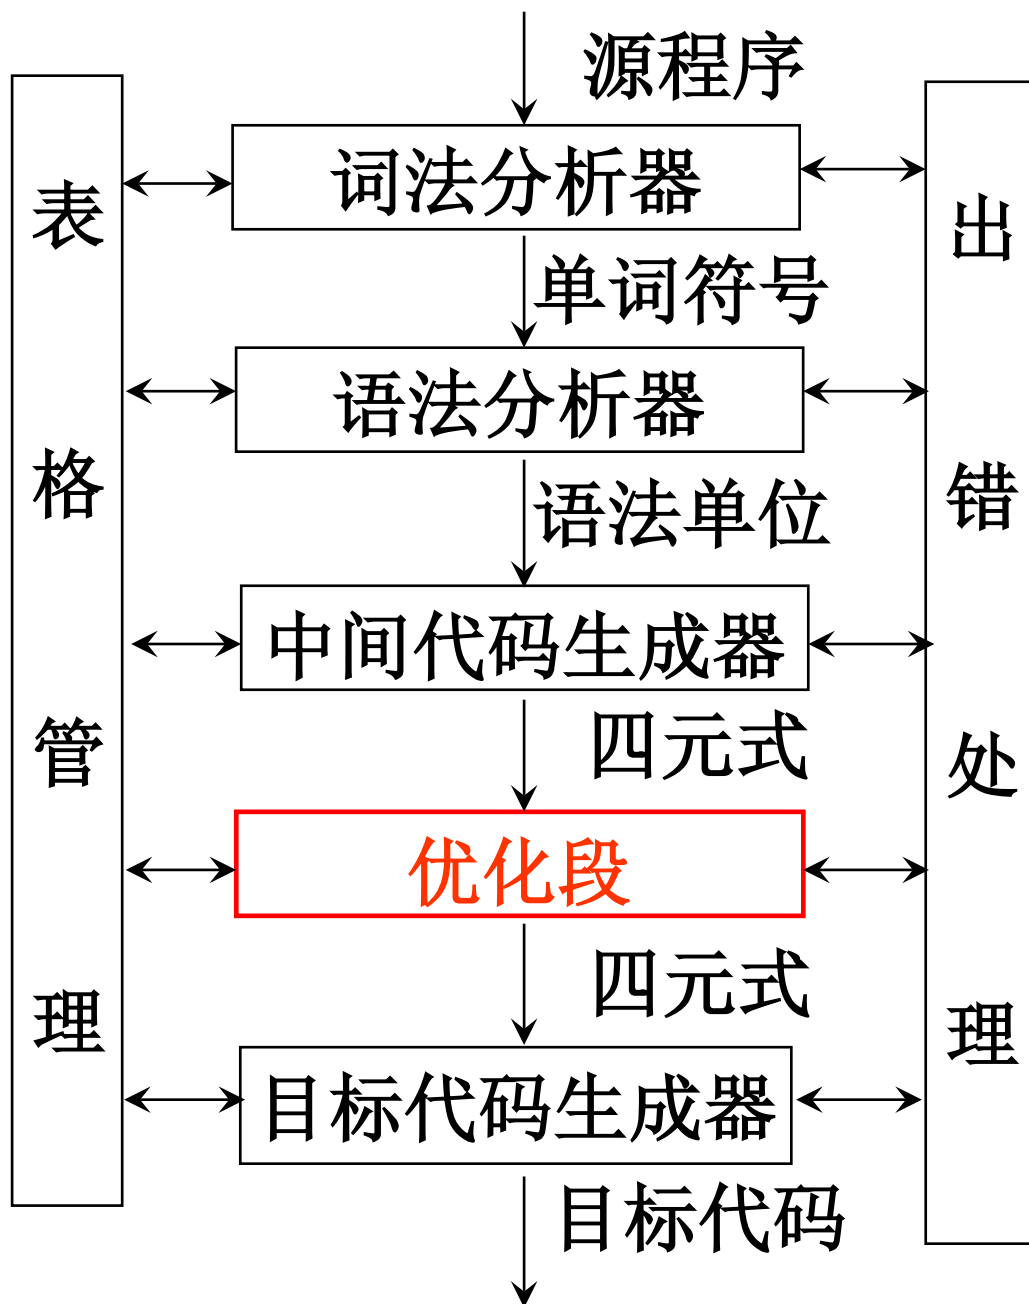 源程序
词法分析器
单词符号
语法分析器
语法单位
中间代码生成器
四元式
优化段
四元式
目标代码生成器
目标代码
表格管理
出错处理